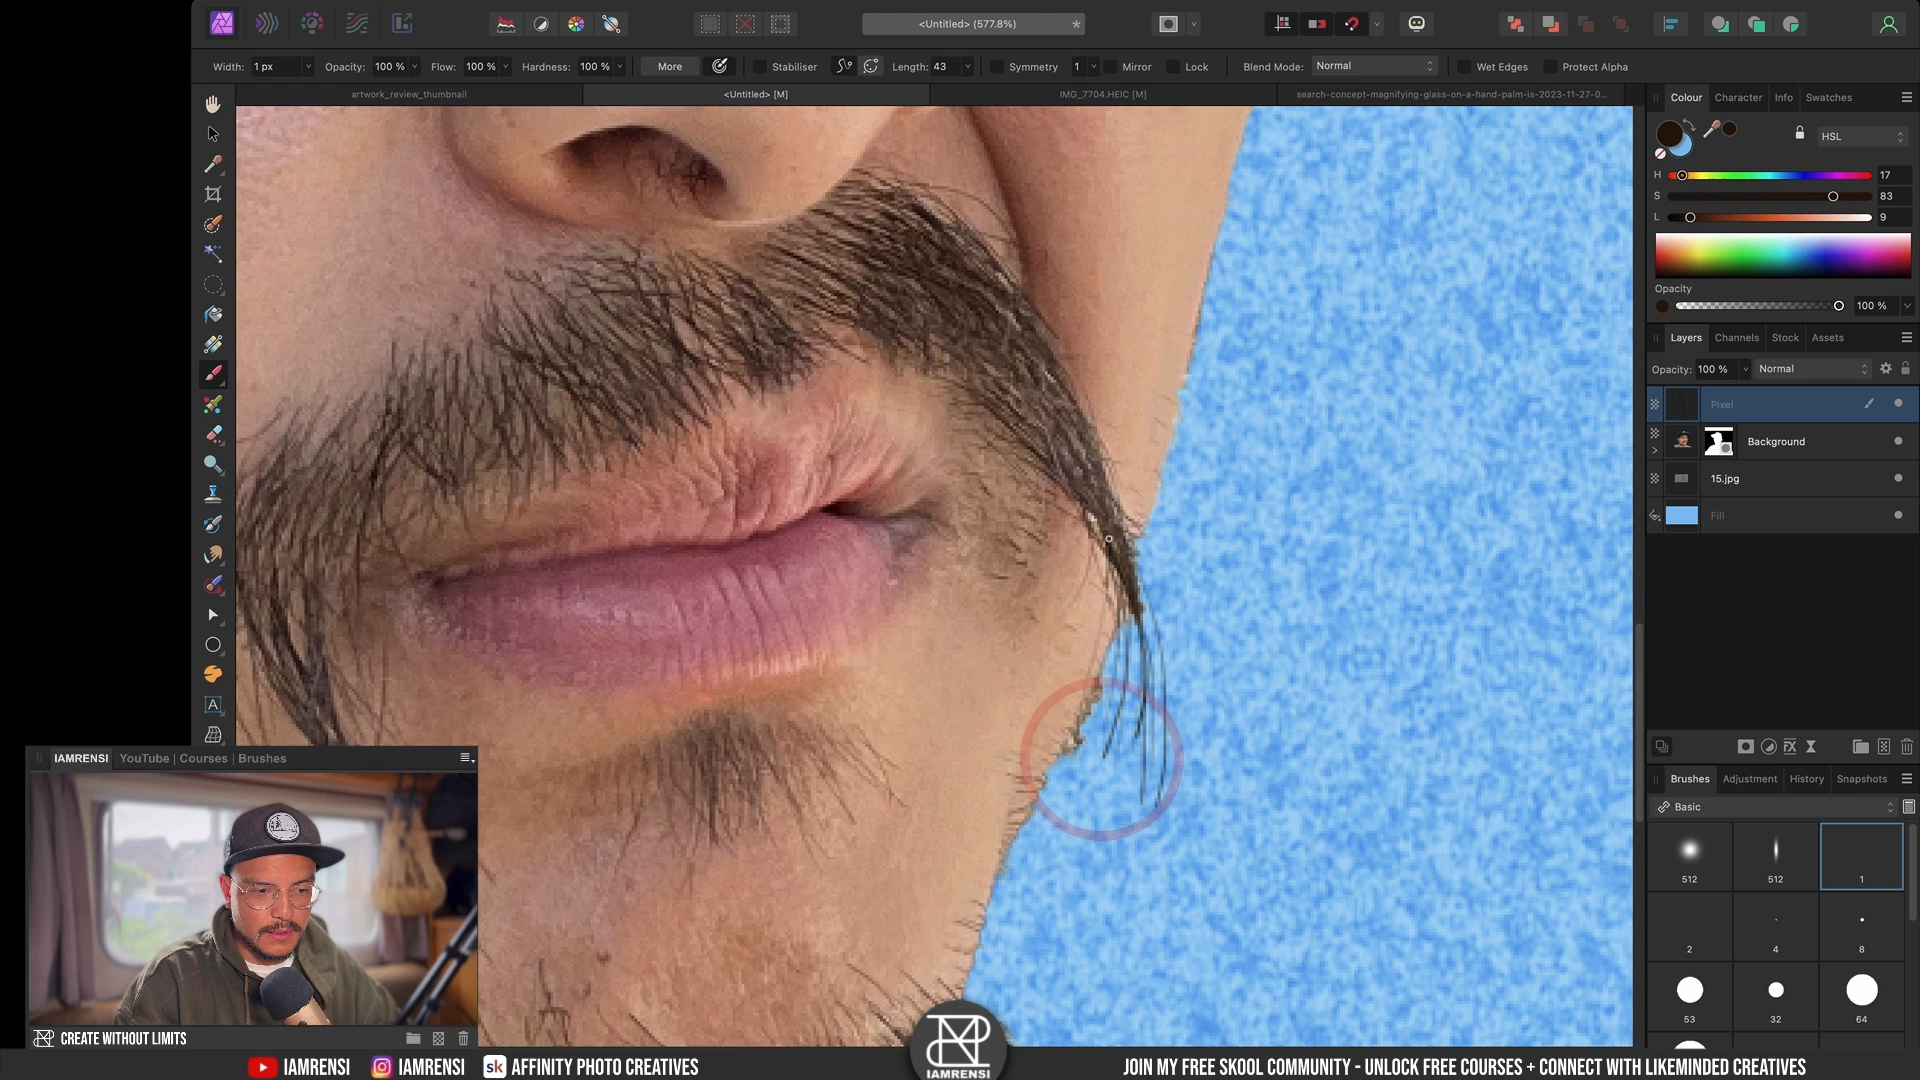 <Untitled> (577.8%)
*
Width: 1 px
Opacity: 100 %
Flow: 100 %
Hardness: 100 %
More
Stabiliser
Length: 43
Symmetry
1
Mirror
Lock
Blend Mode: Normal
Wet Edges
Protect Alpha
artwork_review_thumbnail
<Untitled> [M]
IMG_7704.HEIC [M]
search-concept-magnifying-glass-on-a-hand-palm-is-2023-11-27-0...
Colour
Character
Info
Swatches
HSL
H
17
S
83
L
9
Opacity
100 %
Layers
Channels
Stock
Assets
Opacity: 100 %
Normal
Pixel
Background
15.jpg
Fill
FX
Brushes
Adjustment
History
Snapshots
Basic
512
512
1
2
4
8
53
32
64
A
IAMRENSI
YouTube | Courses | Brushes
CREATE WITHOUT LIMITS
IAMRENSI
IAMRENSI
sk AFFINITY PHOTO CREATIVES
IAMRENSI
JOIN MY FREE SKOOL COMMUNITY - UNLOCK FREE COURSES + CONNECT WITH LIKEMINDED CREATIVES